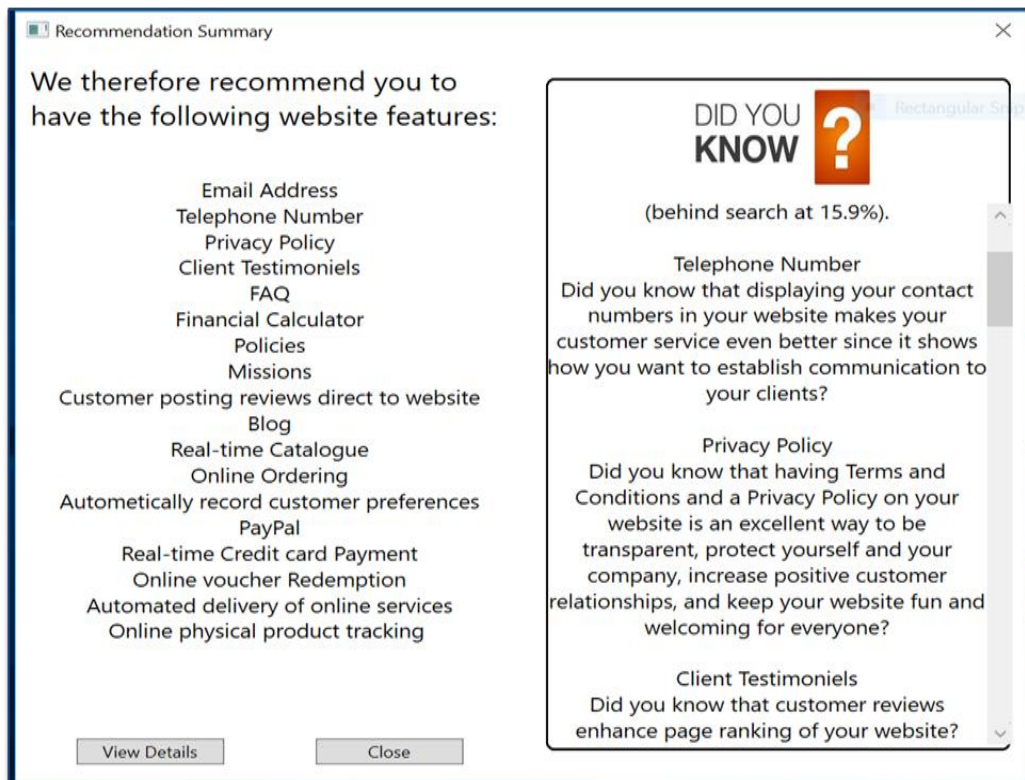 Recommendation Summary
We therefore recommend you to
have the following website features:
Email Address
Telephone Number
Privacy Policy
Client Testimoniels
FAQ
Financial Calculator
Policies
Missions
Customer posting reviews direct to website
Blog
Real-time Catalogue
Online Ordering
Autometically record customer preferences
PayPal
Real-time Credit card Payment
Online voucher Redemption
Automated delivery of online services
Online physical product tracking
View Details
Close
DID YOU
KNOW ?
Rectangular Snip
(behind search at 15.9%).
Telephone Number
Did you know that displaying your contact
numbers in your website makes your
customer service even better since it shows
how you want to establish communication to
your clients?
Privacy Policy
Did you know that having Terms and
Conditions and a Privacy Policy on your
website is an excellent way to be
transparent, protect yourself and your
company, increase positive customer
relationships, and keep your website fun and
welcoming for everyone?
Client Testimoniels
Did you know that customer reviews
enhance page ranking of your website?